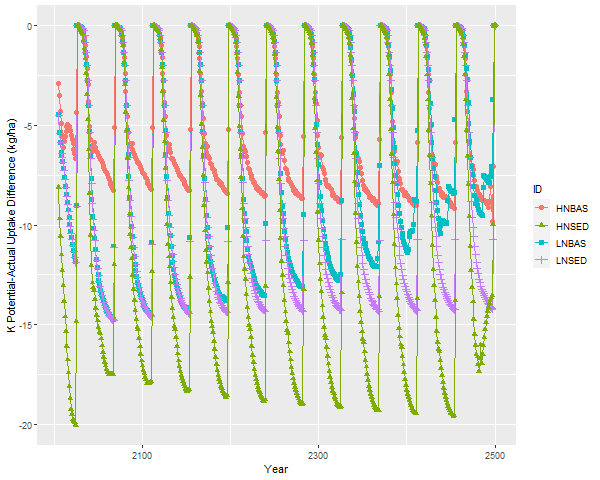 K Potential-Actual Uptake Difference (kg/ha)
0
-5
-10
-15
-20
2100
2300
2500
Year
ID
HNBAS
HNSED
LNBAS
LNSED